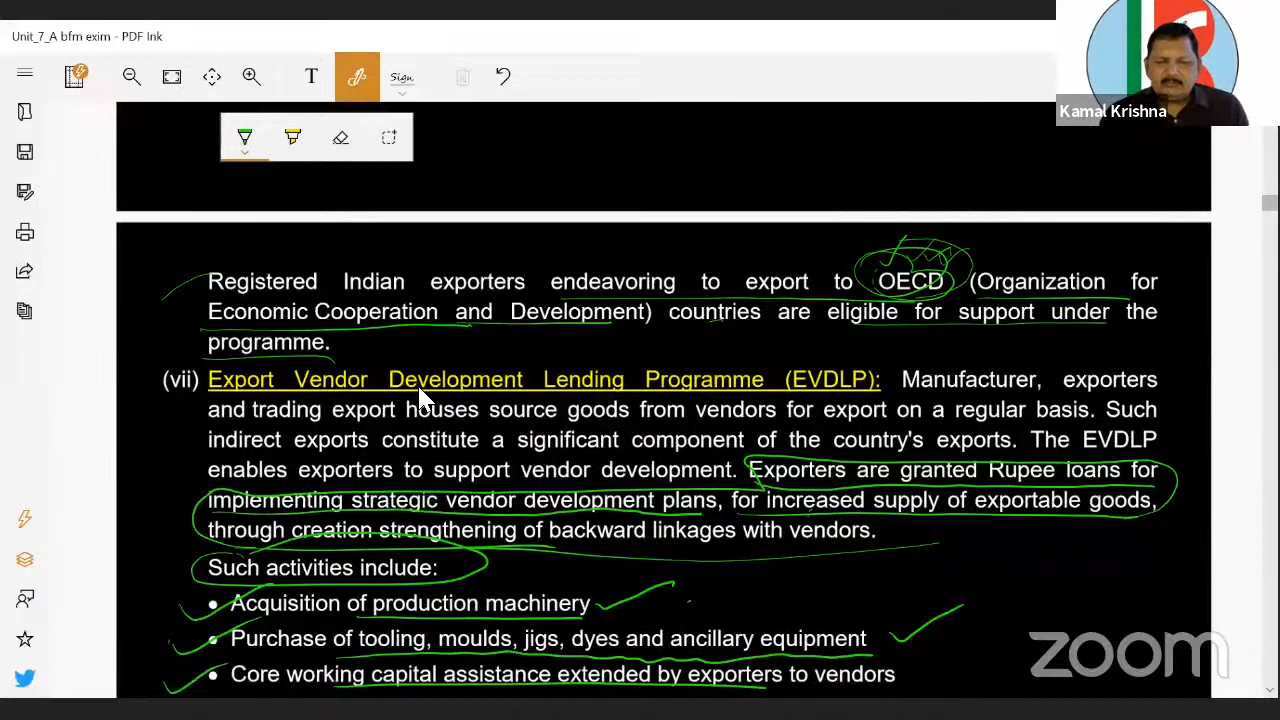 Unit_7_A bfm exim - PDF Ink
T
Sign
Kamal Krishna
Registered Indian exporters endeavoring to export to OECD (Organization for
Economic Cooperation and Development) countries are eligible for support under the
programme.
(vii) Export Vendor Development Lending Programme (EVDLP): Manufacturer, exporters
and trading export houses source goods from vendors for export on a regular basis. Such
indirect exports constitute a significant component of the country's exports. The EVDLP
enables exporters to support vendor development. Exporters are granted Rupee loans for
implementing strategic vendor development plans, for increased supply of exportable goods,
through creation strengthening of backward linkages with vendors.
Such activities include:
• Acquisition of production machinery
• Purchase of tooling, moulds, jigs, dyes and ancillary equipment
• Core working capital assistance extended by exporters to vendors
zoom